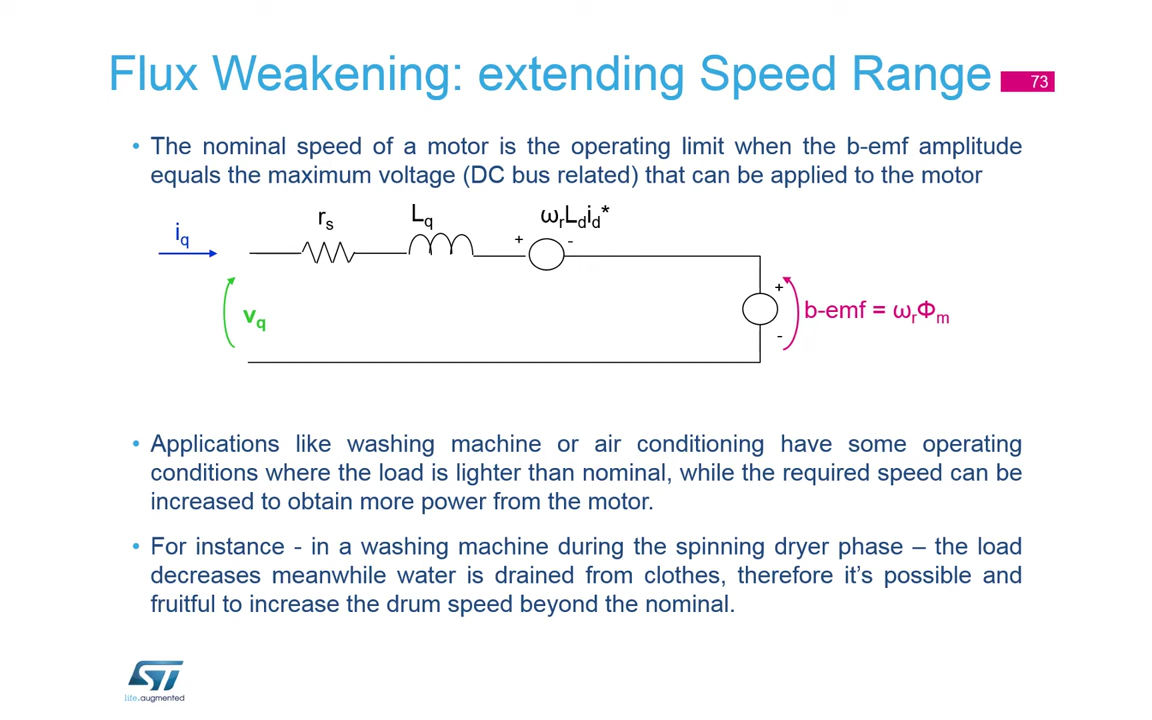 Flux Weakening: extending Speed Range
73
• The nominal speed of a motor is the operating limit when the b-emf amplitude
equals the maximum voltage (DC bus related) that can be applied to the motor
iq
rs
Lq
ωrLdid*
+
-
vq
+
b-emf = ωrΦm
-
• Applications like washing machine or air conditioning have some operating
conditions where the load is lighter than nominal, while the required speed can be
increased to obtain more power from the motor.
• For instance - in a washing machine during the spinning dryer phase – the load
decreases meanwhile water is drained from clothes, therefore it’s possible and
fruitful to increase the drum speed beyond the nominal.
ST
life.augmented